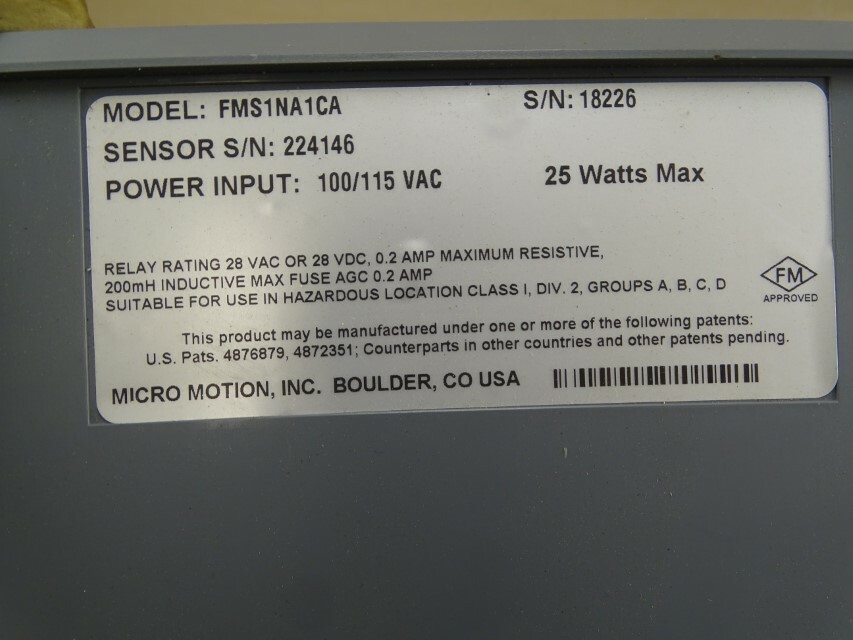 MODEL: FMS1NA1CA S/N: 18226
SENSOR S/N: 224146
POWER INPUT: 100/115 VAC 25 Watts Max
RELAY RATING 28 VAC OR 28 VDC, 0.2 AMP MAXIMUM RESISTIVE,
200mH INDUCTIVE MAX FUSE AGC 0.2 AMP
SUITABLE FOR USE IN HAZARDOUS LOCATION CLASS I, DIV. 2, GROUPS A, B, C, D
FM
APPROVED
This product may be manufactured under one or more of the following patents:
U.S. Pats. 4876879, 4872351; Counterparts in other countries and other patents pending.
MICRO MOTION, INC. BOULDER, CO USA